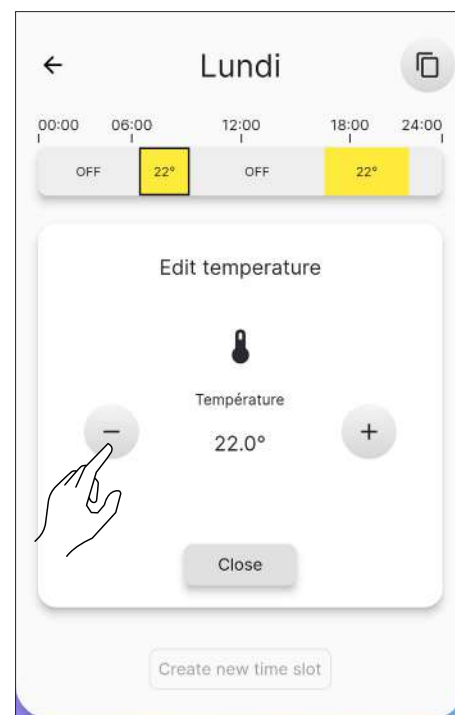 Lundi
00:00 06:00 12:00 18:00 24:00
OFF 22° OFF 22°
Edit temperature
Température
22.0°
Close
Create new time slot